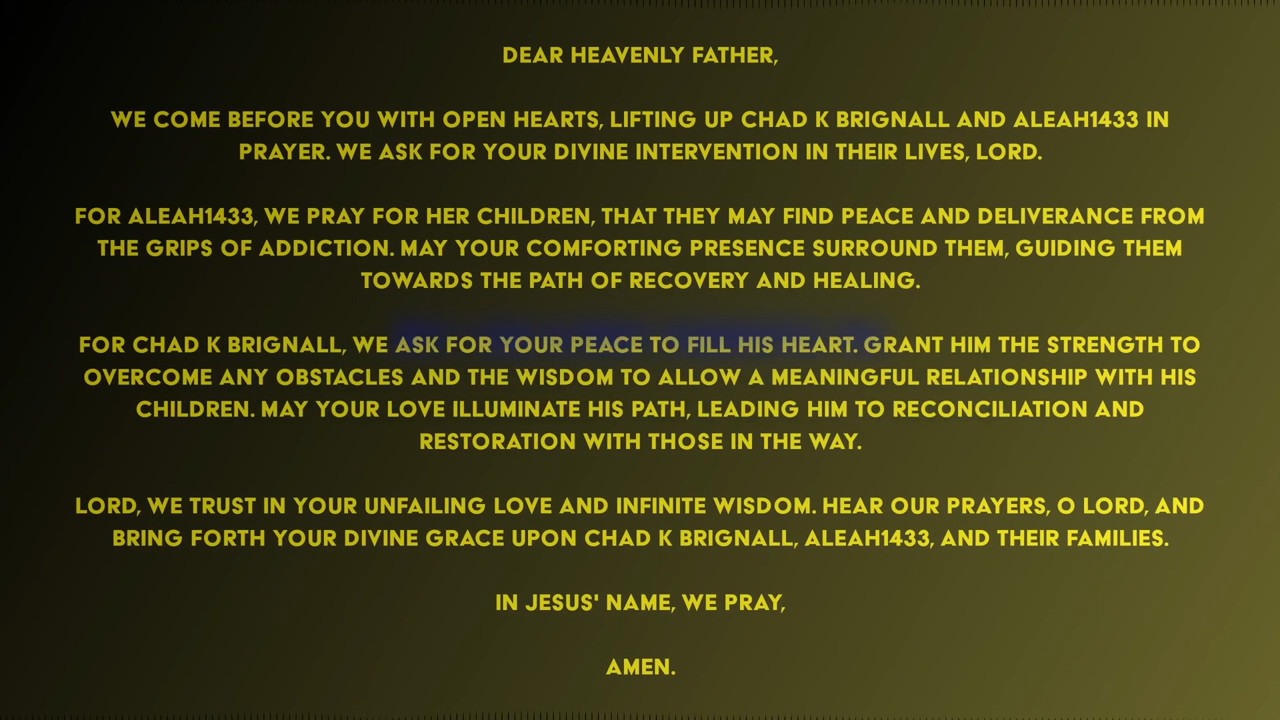 DEAR HEAVENLY FATHER,
WE COME BEFORE YOU WITH OPEN HEARTS, LIFTING UP CHAD K BRIGNALL AND ALEAH1433 IN
PRAYER. WE ASK FOR YOUR DIVINE INTERVENTION IN THEIR LIVES, LORD.
FOR ALEAH1433, WE PRAY FOR HER CHILDREN, THAT THEY MAY FIND PEACE AND DELIVERANCE FROM
THE GRIPS OF ADDICTION. MAY YOUR COMFORTING PRESENCE SURROUND THEM, GUIDING THEM
TOWARDS THE PATH OF RECOVERY AND HEALING.
FOR CHAD K BRIGNALL, WE ASK FOR YOUR PEACE TO FILL HIS HEART. GRANT HIM THE STRENGTH TO
OVERCOME ANY OBSTACLES AND THE WISDOM TO ALLOW A MEANINGFUL RELATIONSHIP WITH HIS
CHILDREN. MAY YOUR LOVE ILLUMINATE HIS PATH, LEADING HIM TO RECONCILIATION AND
RESTORATION WITH THOSE IN THE WAY.
LORD, WE TRUST IN YOUR UNFAILING LOVE AND INFINITE WISDOM. HEAR OUR PRAYERS, O LORD, AND
BRING FORTH YOUR DIVINE GRACE UPON CHAD K BRIGNALL, ALEAH1433, AND THEIR FAMILIES.
IN JESUS' NAME, WE PRAY,
AMEN.